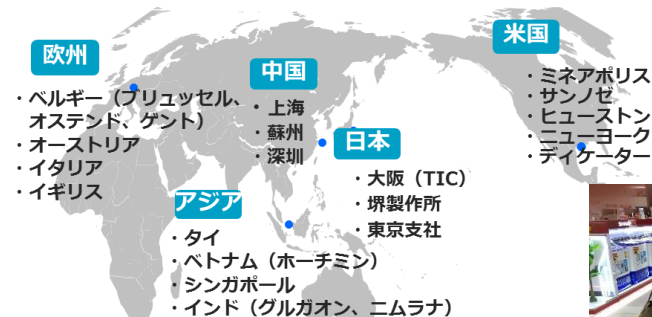 欧州
・ベルギー（ブリュッセル、
オステンド、ゲント）
・オーストリア
・イタリア
・イギリス
中国
・上海
・蘇州
・深圳
日本
・大阪（TIC）
・堺製作所
・東京支社
米国
・ミネアポリス
・サンノゼ
・ヒューストン
・ニューヨーク
・ディケーター
アジア
・タイ
・ベトナム（ホーチミン）
・シンガポール
・インド（グルガオン、ニムラナ）